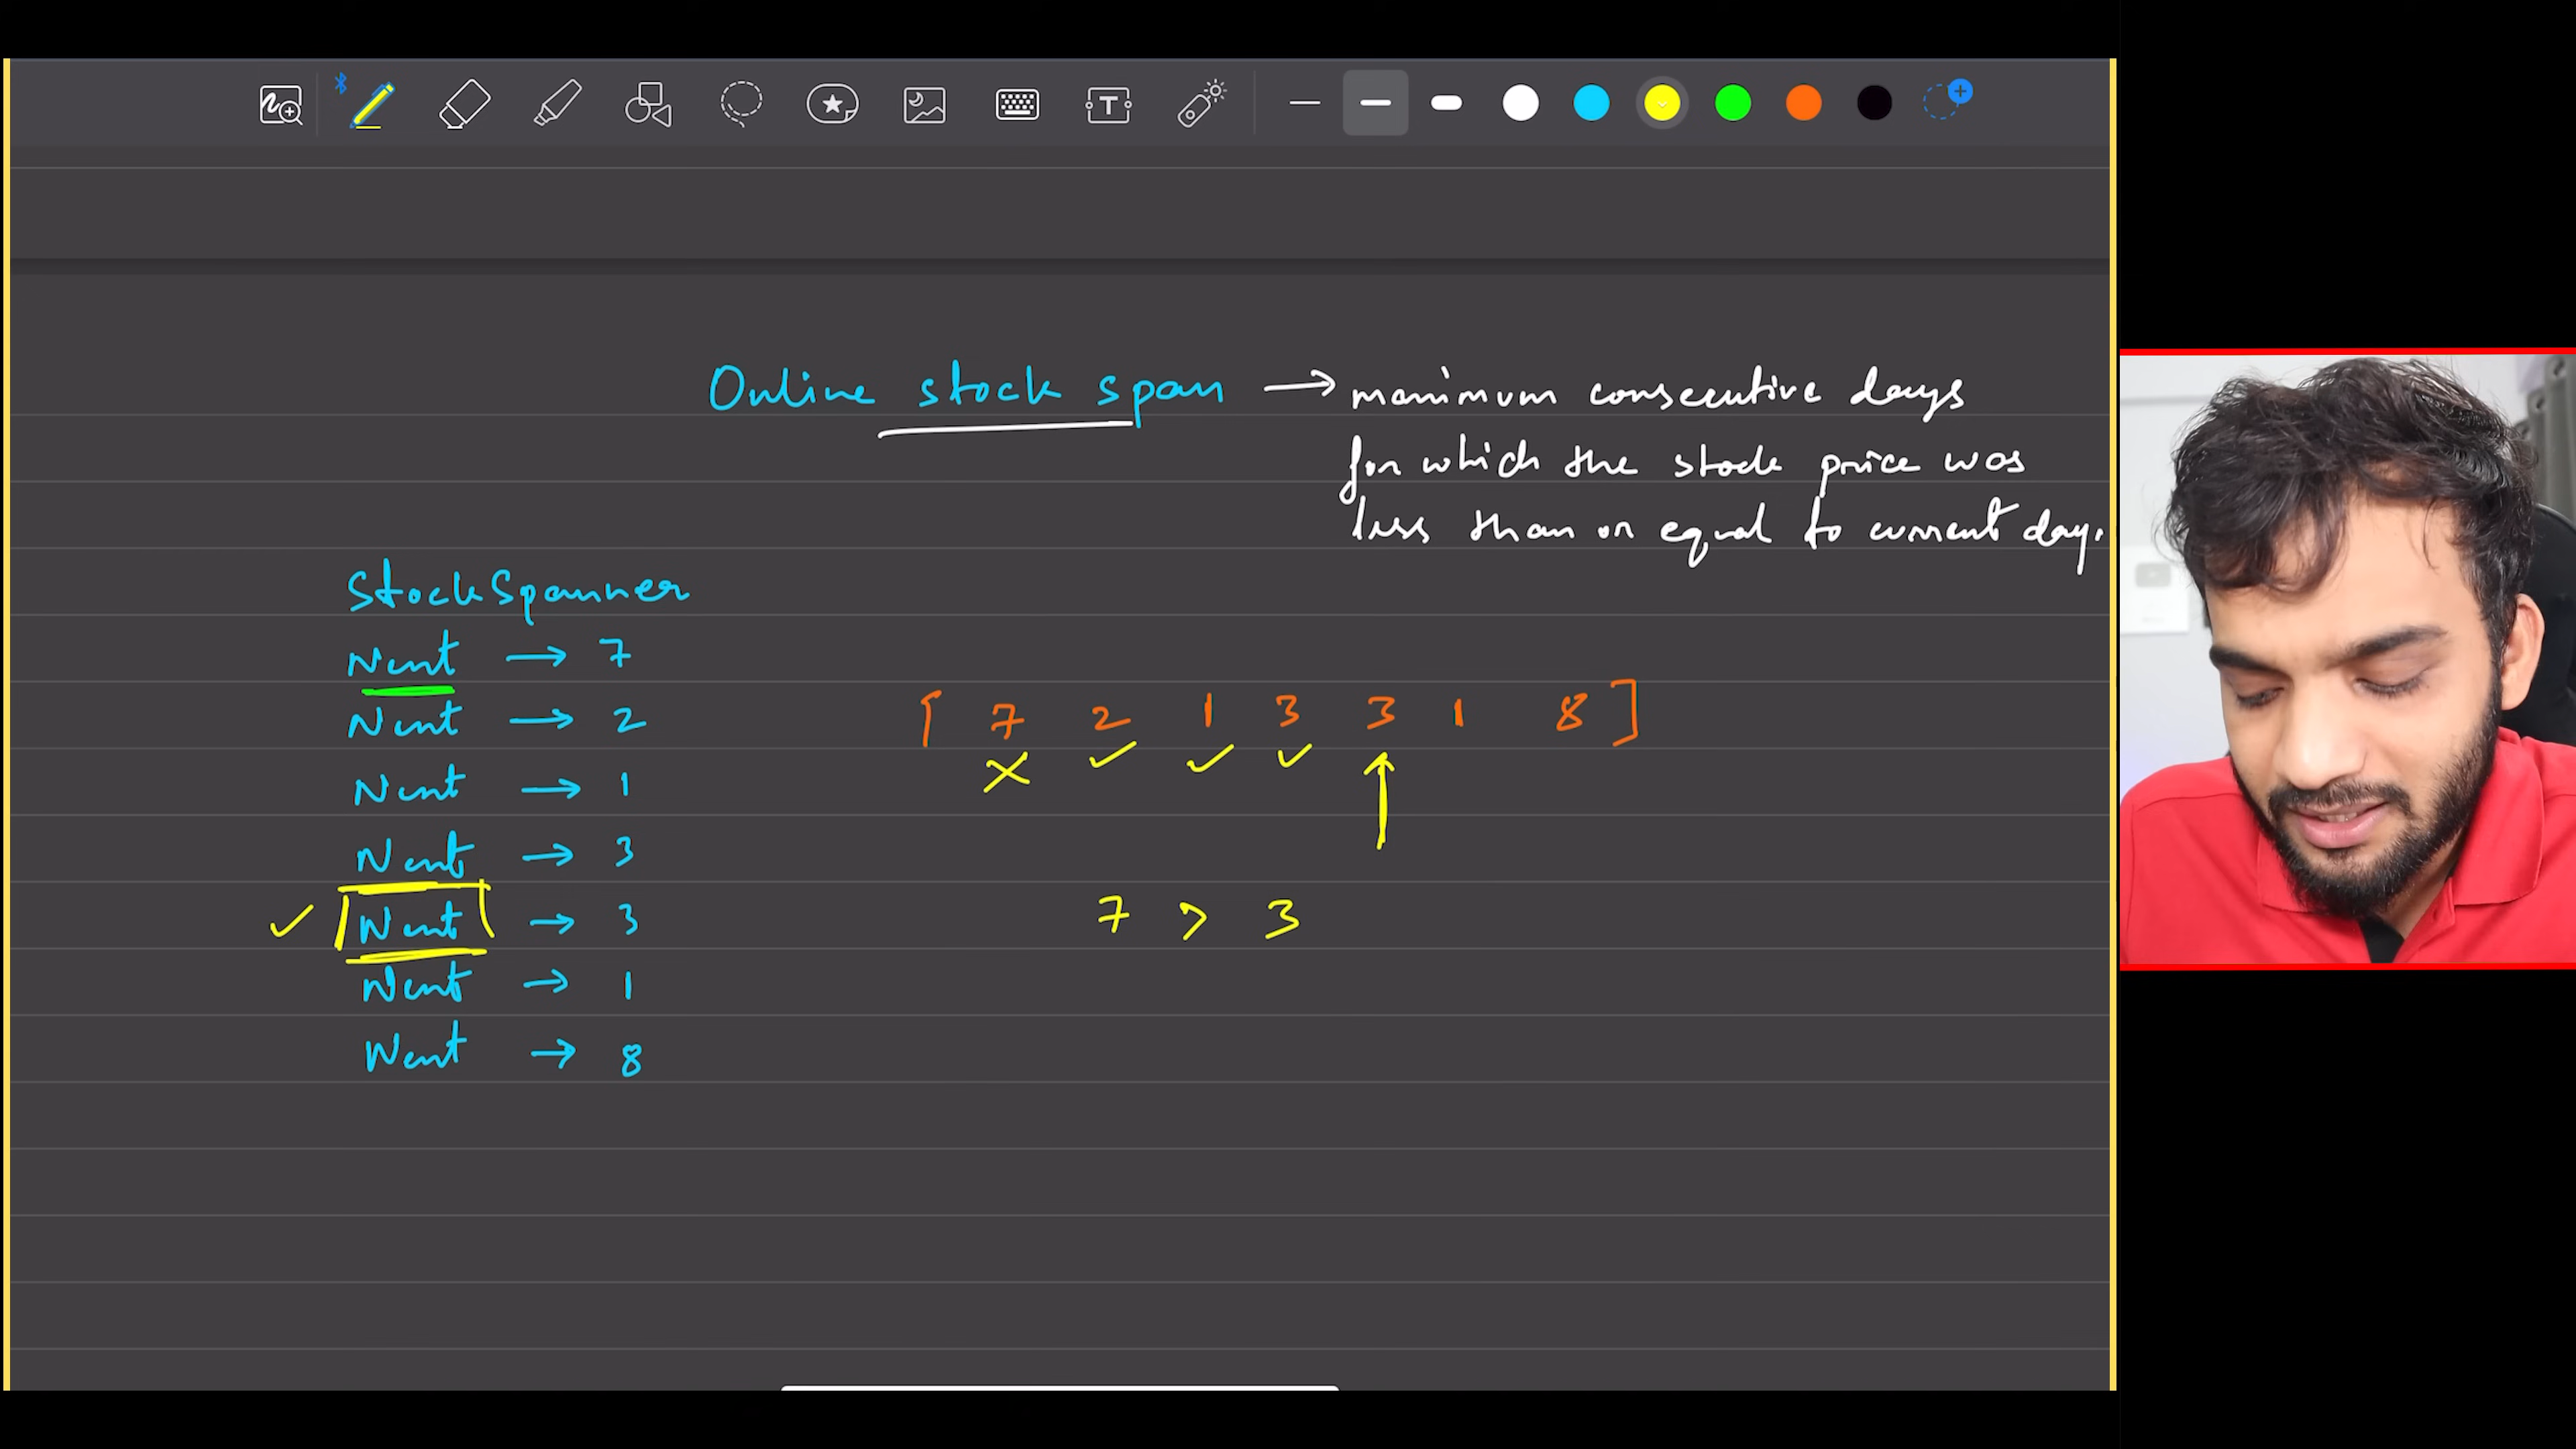 Online stock span → maximum consecutive days
for which the stock price was
less than or equal to current day.
StockSpanner
Next → 7
Next → 2
Next → 1
Next → 3
Next → 3
Next → 1
Next → 8
[ 7 2 1 3 3 1 8 ]
7 > 3